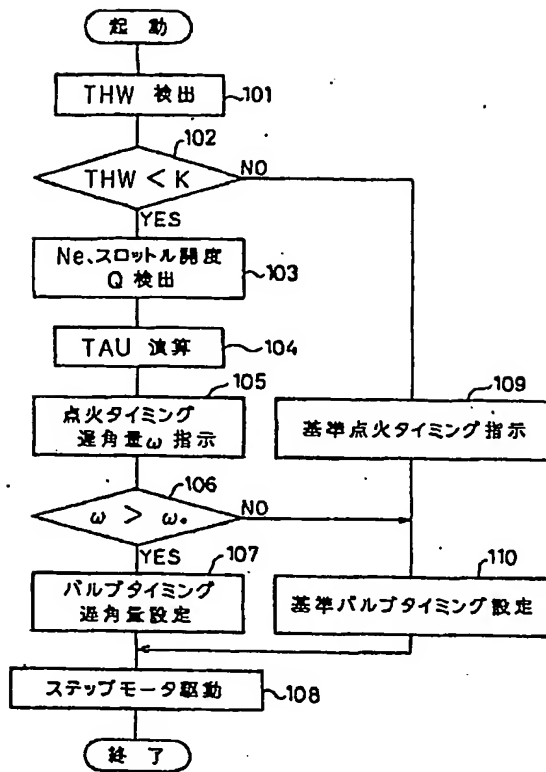 起動
THW 検出
101
102
THW < K
NO
YES
Ne、スロットル開度
Q 検出
103
TAU 演算
104
105
点火タイミング
遅角量ω 指示
109
基準点火タイミング指示
106
ω > ω。
NO
YES
107
バルブタイミング
遅角量設定
110
基準バルブタイミング設定
ステップモータ駆動
108
終了